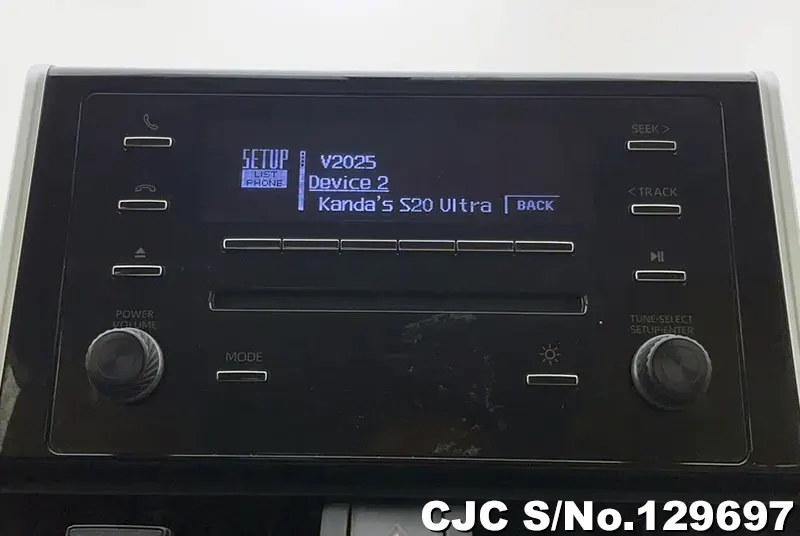 SEEK >
SETUP
LIST
PHONE
V2025
Device 2
Kanda's S20 Ultra
BACK
< TRACK
POWER
VOLUME
TUNE·SELECT
SETUP·ENTER
MODE
CJC S/No.129697